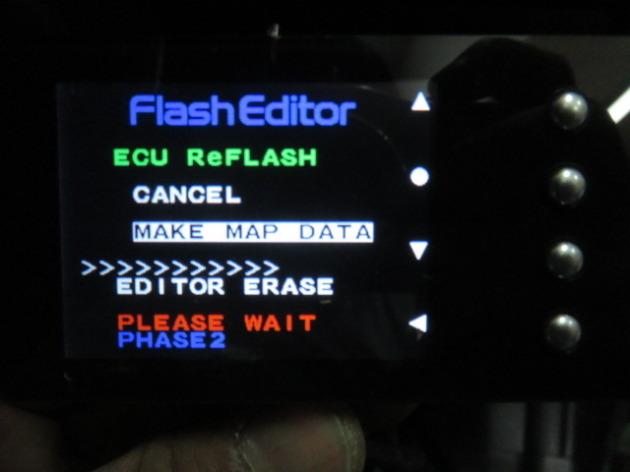 Flash Editor
ECU ReFLASH
CANCEL
MAKE MAP DATA
>>>>>>>>>>>
EDITOR ERASE
PLEASE WAIT
PHASE2